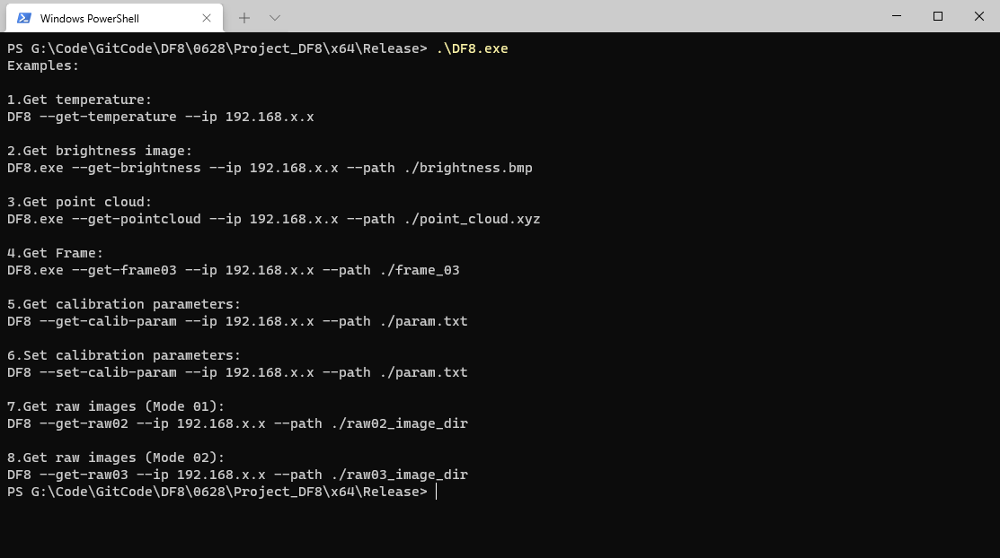 Windows PowerShell
PS G:\Code\GitCode\DF8\0628\Project_DF8\x64\Release> .\DF8.exe
Examples:
1.Get temperature:
DF8 --get-temperature --ip 192.168.x.x
2.Get brightness image:
DF8.exe --get-brightness --ip 192.168.x.x --path ./brightness.bmp
3.Get point cloud:
DF8.exe --get-pointcloud --ip 192.168.x.x --path ./point_cloud.xyz
4.Get Frame:
DF8.exe --get-frame03 --ip 192.168.x.x --path ./frame_03
5.Get calibration parameters:
DF8 --get-calib-param --ip 192.168.x.x --path ./param.txt
6.Set calibration parameters:
DF8 --set-calib-param --ip 192.168.x.x --path ./param.txt
7.Get raw images (Mode 01):
DF8 --get-raw02 --ip 192.168.x.x --path ./raw02_image_dir
8.Get raw images (Mode 02):
DF8 --get-raw03 --ip 192.168.x.x --path ./raw03_image_dir
PS G:\Code\GitCode\DF8\0628\Project_DF8\x64\Release>